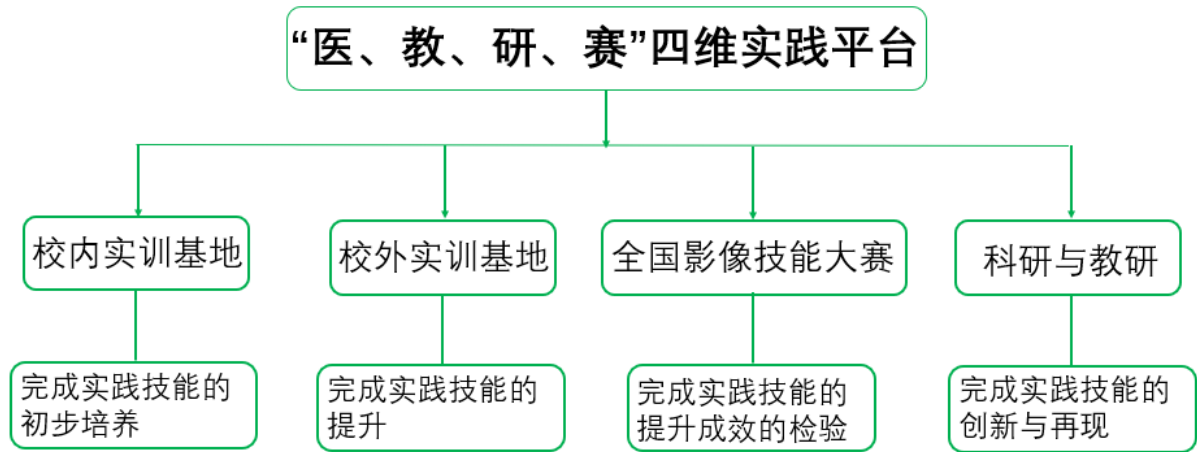 “医、教、研、赛”四维实践平台
校内实训基地
校外实训基地
全国影像技能大赛
科研与教研
完成实践技能的
初步培养
完成实践技能的
提升
完成实践技能的
提升成效的检验
完成实践技能的
创新与再现